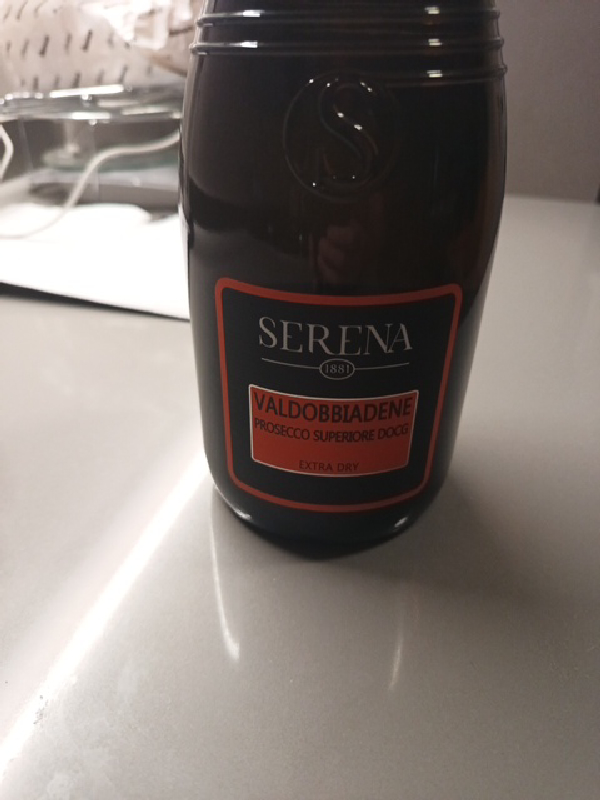 S
SERENA
1881
VALDOBBIADENE
PROSECCO SUPERIORE DOCG
EXTRA DRY